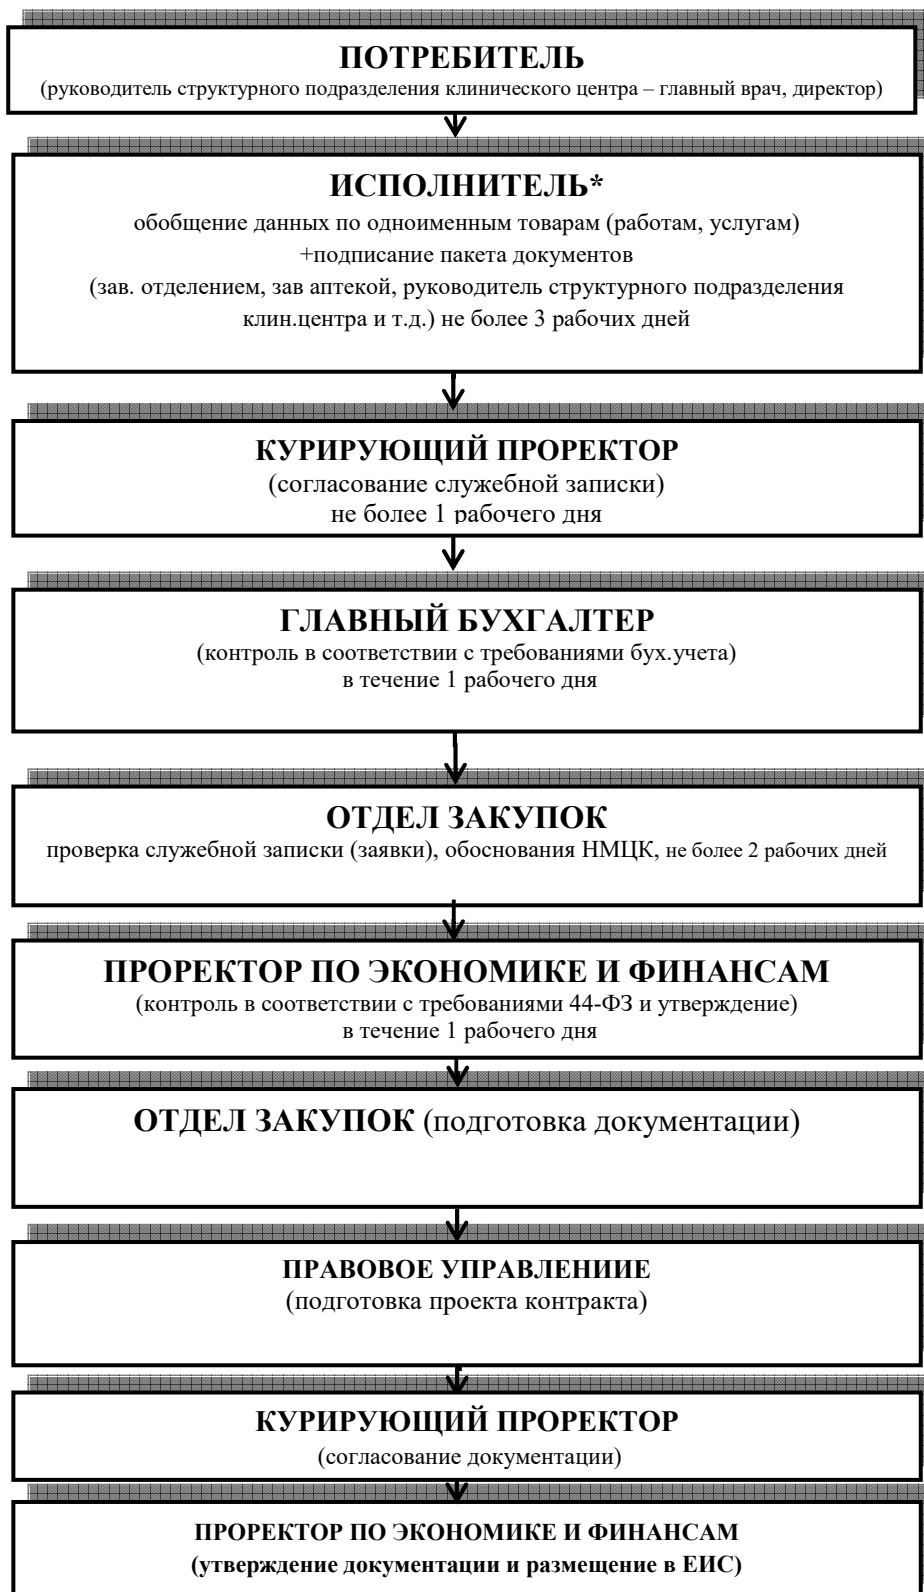 ПОТРЕБИТЕЛЬ
(руководитель структурного подразделения клинического центра – главный врач, директор)
ИСПОЛНИТЕЛЬ*
обобщение данных по одноименным товарам (работам, услугам)
+подписание пакета документов
(зав. отделением, зав аптекой, руководитель структурного подразделения
клин.центра и т.д.) не более 3 рабочих дней
КУРИРУЮЩИЙ ПРОРЕКТОР
(согласование служебной записки)
не более 1 рабочего дня
ГЛАВНЫЙ БУХГАЛТЕР
(контроль в соответствии с требованиями бух.учета)
в течение 1 рабочего дня
ОТДЕЛ ЗАКУПОК
проверка служебной записки (заявки), обоснования НМЦК, не более 2 рабочих дней
ПРОРЕКТОР ПО ЭКОНОМИКЕ И ФИНАНСАМ
(контроль в соответствии с требованиями 44-ФЗ и утверждение)
в течение 1 рабочего дня
ОТДЕЛ ЗАКУПОК (подготовка документации)
ПРАВОВОЕ УПРАВЛЕНИИЕ
(подготовка проекта контракта)
КУРИРУЮЩИЙ ПРОРЕКТОР
(согласование документации)
ПРОРЕКТОР ПО ЭКОНОМИКЕ И ФИНАНСАМ
(утверждение документации и размещение в ЕИС)